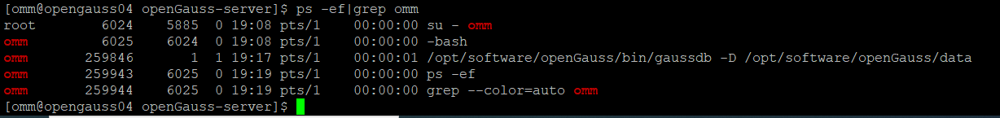 [omm@opengauss04 openGauss-server]$ ps -ef|grep omm
root        6024    5885  0 19:08 pts/1    00:00:00 su - omm
omm         6025    6024  0 19:08 pts/1    00:00:00 -bash
omm       259846       1  1 19:17 pts/1    00:00:01 /opt/software/openGauss/bin/gaussdb -D /opt/software/openGauss/data
omm       259943    6025  0 19:19 pts/1    00:00:00 ps -ef
omm       259944    6025  0 19:19 pts/1    00:00:00 grep --color=auto omm
[omm@opengauss04 openGauss-server]$